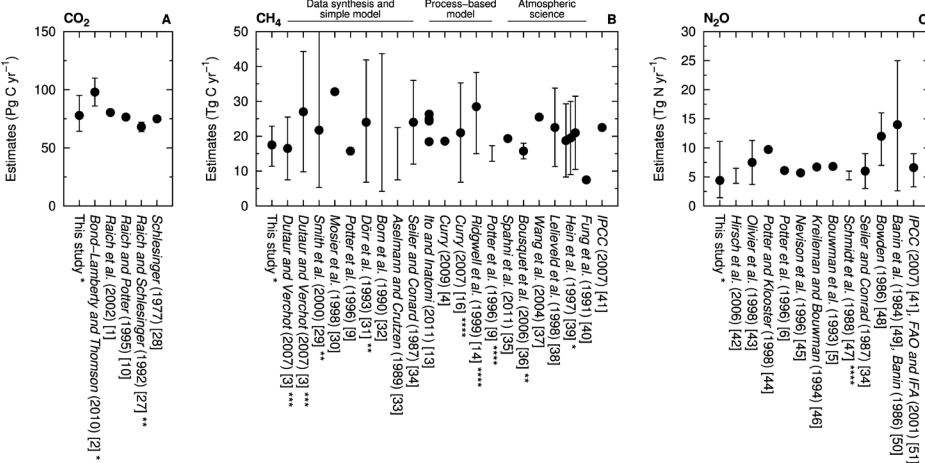 CO2 A
Estimates (Pg C yr−1)
150
100
50
0
This study *
Bond−Lamberty and Thomson (2010) [2] *
Raich et al. (2002) [1]
Raich and Potter (1995) [10]
Raich and Schlesinger (1992) [27] **
Schlesinger (1977) [28]
Data synthesis and
simple model
Process−based
model
Atmospheric
science
CH4 B
Estimates (Tg C yr−1)
50
40
30
20
10
0
This study *
Dutaur and Verchot (2007) [3] ***
Dutaur and Verchot (2007) [3] ***
Smith et al. (2000) [29] **
Mosier et al. (1998) [30]
Potter et al. (1996) [9]
Dörr et al. (1993) [31] **
Born et al. (1990) [32]
Aselmann and Crutzen (1989) [33]
Seiler and Conard (1987) [34]
Ito and Inatomi (2011) [13]
Curry (2009) [4]
Curry (2007) [16] ****
Ridgwell et al. (1999) [14] ****
Potter et al. (1996) [9] ****
Spahni et al. (2011) [35]
Bousquet et al. (2006) [36] **
Wang et al. (2004) [37]
Lelieveld et al. (1998) [38]
Hein et al. (1997) [39] *
Fung et al. (1991) [40]
IPCC (2007) [41]
N2O C
Estimates (Tg N yr−1)
30
25
20
15
10
5
0
This study *
Hirsch et al. (2006) [42]
Olivier et al. (1999) [43]
Potter and Klooster (1998) [44]
Potter et al. (1996) [6]
Nevison et al. (1996) [45]
Kreileman and Bouwman (1994) [46]
Bouwman et al. (1993) [5]
Schmidt et al. (1988) [47] ****
Seiler and Conrad (1987) [34]
Bowden (1986) [48]
Banin et al. (1984) [49], Banin (1986) [50]
IPCC (2007) [41], FAO and IFA (2001) [51]